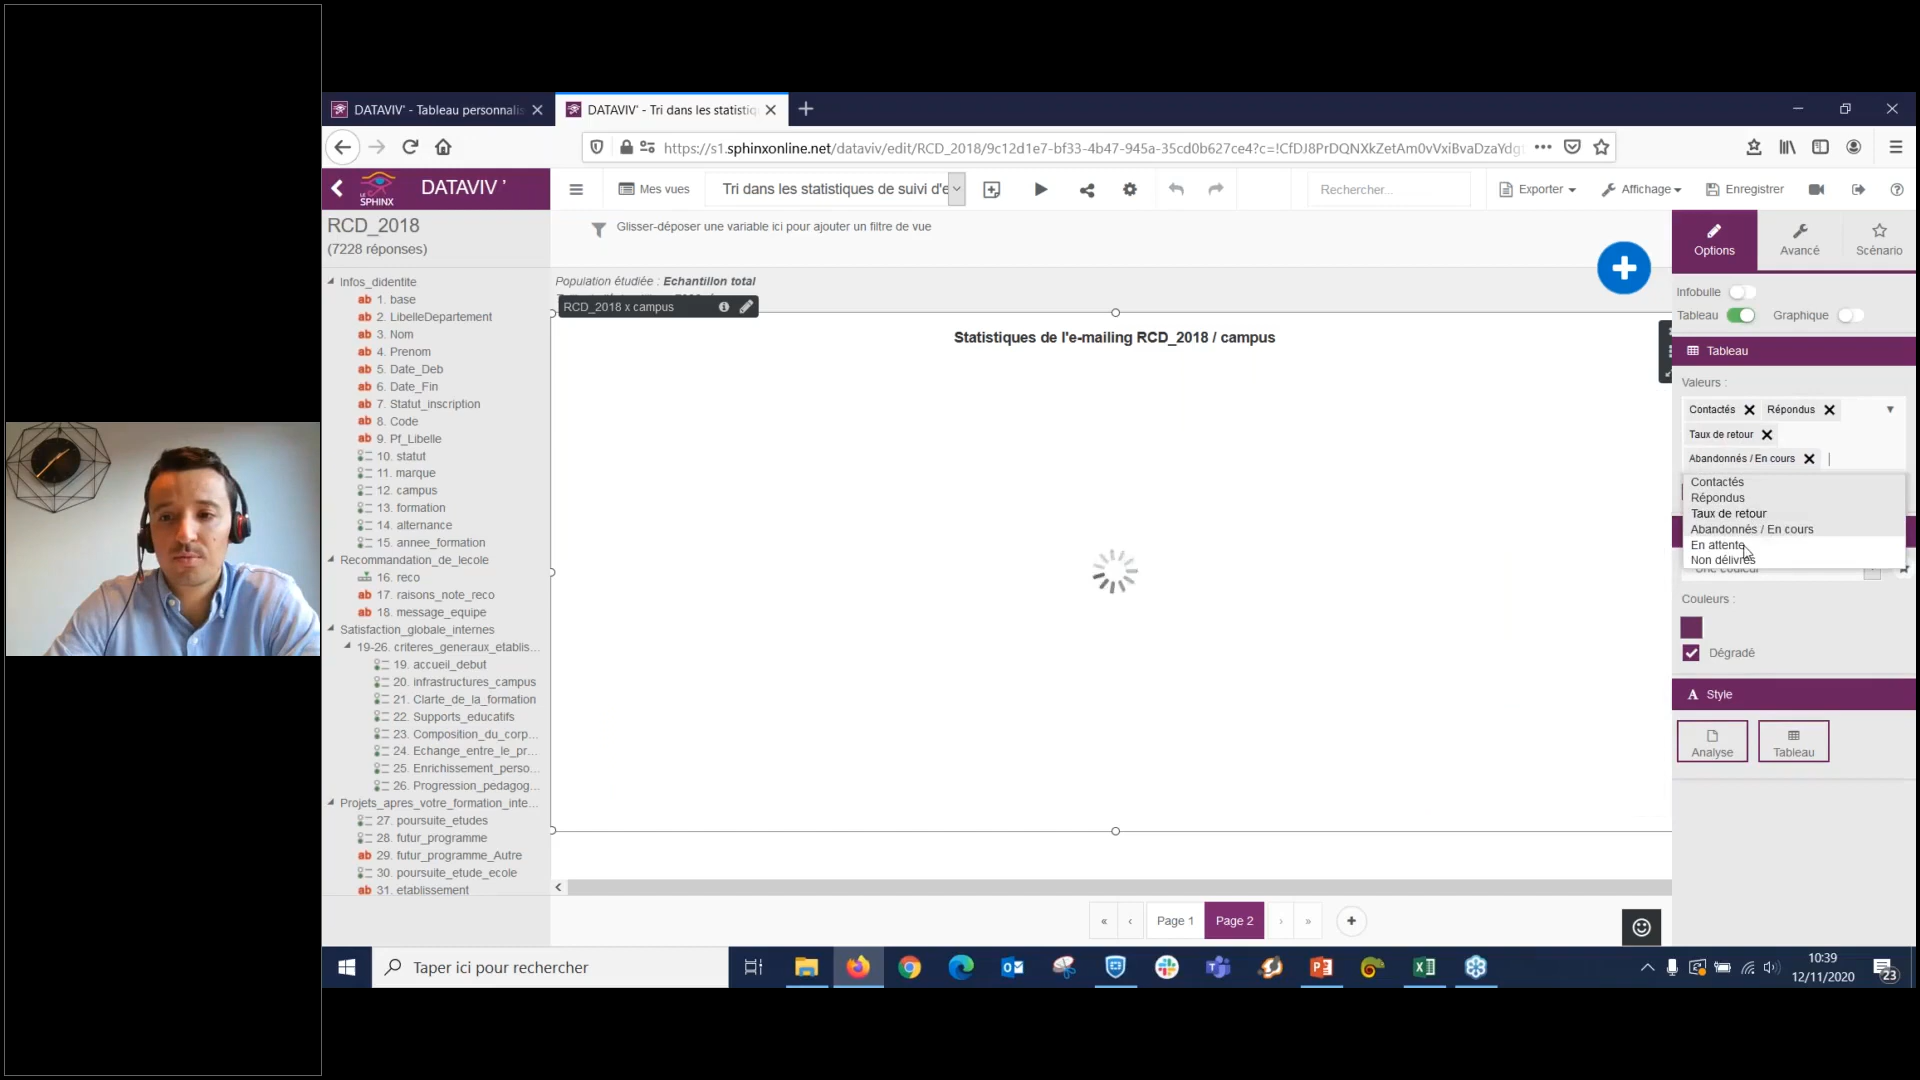 DATAVIV' - Tableau personnalis
DATAVIV' - Tri dans les statistiq
https://s1.sphinxonline.net/dataviv/edit/RCD_2018/9c12d1e7-bf33-4b47-945a-35cd0b627ce4?c=!CfDJ8PrDQNXkZetAm0vVxiBvaDzaYdgt
LE SPHINX
DATAVIV '
Mes vues
Tri dans les statistiques de suivi d'e
Rechercher...
Exporter
Affichage
Enregistrer
RCD_2018
(7228 réponses)
Glisser-déposer une variable ici pour ajouter un filtre de vue
Options
Avancé
Scénario
Infos_didentite
ab 1. base
ab 2. LibelleDepartement
ab 3. Nom
ab 4. Prenom
ab 5. Date_Deb
ab 6. Date_Fin
ab 7. Statut_inscription
ab 8. Code
ab 9. Pf_Libelle
10. statut
11. marque
12. campus
13. formation
14. alternance
15. annee_formation
Recommandation_de_lecole
16. reco
ab 17. raisons_note_reco
ab 18. message_equipe
Satisfaction_globale_internes
19-26. criteres_generaux_etablis...
19. accueil_debut
20. infrastructures_campus
21. Clarte_de_la_formation
22. Supports_educatifs
23. Composition_du_corp...
24. Echange_entre_le_pr...
25. Enrichissement_perso...
26. Progression_pedagog...
Projets_apres_votre_formation_inte...
27. poursuite_etudes
28. futur_programme
ab 29. futur_programme_Autre
30. poursuite_etude_ecole
ab 31. etablissement
Population étudiée : Echantillon total
RCD_2018 x campus
Statistiques de l'e-mailing RCD_2018 / campus
Infobulle
Tableau
Graphique
Tableau
Valeurs :
Contactés
Répondus
Taux de retour
Abandonnés / En cours
Contactés
Répondus
Taux de retour
Abandonnés / En cours
En attente
Non délivrés
Une couleur
Couleurs :
Dégradé
A Style
Analyse
Tableau
« ‹ Page 1 Page 2 › » +
Taper ici pour rechercher
10:39
12/11/2020
23